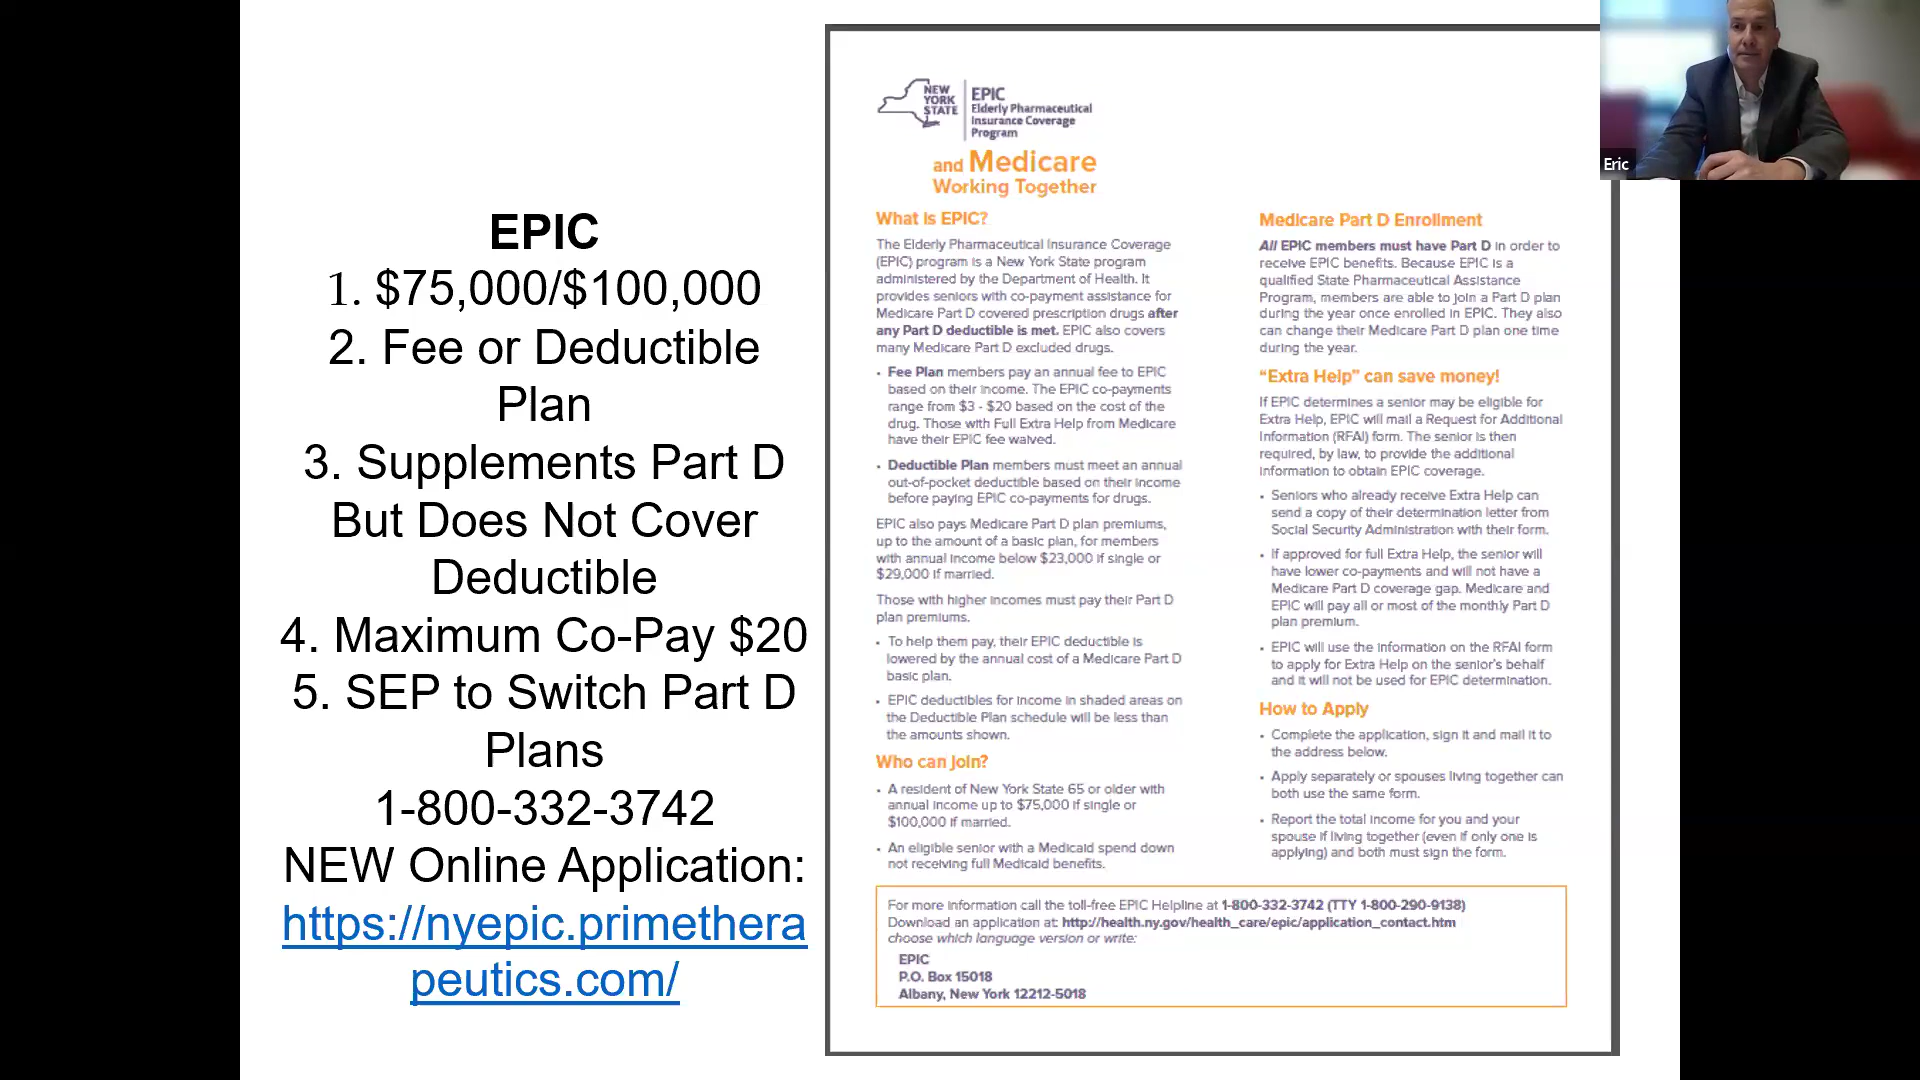 EPIC
1. $75,000/$100,000
2. Fee or Deductible
Plan
3. Supplements Part D
But Does Not Cover
Deductible
4. Maximum Co-Pay $20
5. SEP to Switch Part D
Plans
1-800-332-3742
NEW Online Application:
https://nyepic.primethera
peutics.com/
NEW
YORK
STATE
EPIC
Elderly Pharmaceutical
Insurance Coverage
Program
and Medicare
Working Together
What is EPIC?
The Elderly Pharmaceutical Insurance Coverage
(EPIC) program is a New York State program
administered by the Department of Health. It
provides seniors with co-payment assistance for
Medicare Part D covered prescription drugs after
any Part D deductible is met. EPIC also covers
many Medicare Part D excluded drugs.
• Fee Plan members pay an annual fee to EPIC
based on their income. The EPIC co-payments
range from $3 - $20 based on the cost of the
drug. Those with Full Extra Help from Medicare
have their EPIC fee waived.
• Deductible Plan members must meet an annual
out-of-pocket deductible based on their income
before paying EPIC co-payments for drugs.
EPIC also pays Medicare Part D plan premiums,
up to the amount of a basic plan, for members
with annual income below $23,000 if single or
$29,000 if married.
Those with higher incomes must pay their Part D
plan premiums.
• To help them pay, their EPIC deductible is
lowered by the annual cost of a Medicare Part D
basic plan.
• EPIC deductibles for income in shaded areas on
the Deductible Plan schedule will be less than
the amounts shown.
Who can join?
• A resident of New York State 65 or older with
annual income up to $75,000 if single or
$100,000 if married.
• An eligible senior with a Medicaid spend down
not receiving full Medicaid benefits.
Medicare Part D Enrollment
All EPIC members must have Part D in order to
receive EPIC benefits. Because EPIC is a
qualified State Pharmaceutical Assistance
Program, members are able to join a Part D plan
during the year once enrolled in EPIC. They also
can change their Medicare Part D plan one time
during the year.
“Extra Help” can save money!
If EPIC determines a senior may be eligible for
Extra Help, EPIC will mail a Request for Additional
Information (RFAI) form. The senior is then
required, by law, to provide the additional
information to obtain EPIC coverage.
• Seniors who already receive Extra Help can
send a copy of their determination letter from
Social Security Administration with their form.
• If approved for full Extra Help, the senior will
have lower co-payments and will not have a
Medicare Part D coverage gap. Medicare and
EPIC will pay all or most of the monthly Part D
plan premium.
• EPIC will use the information on the RFAI form
to apply for Extra Help on the senior's behalf
and it will not be used for EPIC determination.
How to Apply
• Complete the application, sign it and mail it to
the address below.
• Apply separately or spouses living together can
both use the same form.
• Report the total income for you and your
spouse if living together (even if only one is
applying) and both must sign the form.
For more information call the toll-free EPIC Helpline at 1-800-332-3742 (TTY 1-800-290-9138)
Download an application at: http://health.ny.gov/health_care/epic/application_contact.htm
choose which language version or write:
EPIC
P.O. Box 15018
Albany, New York 12212-5018
Eric